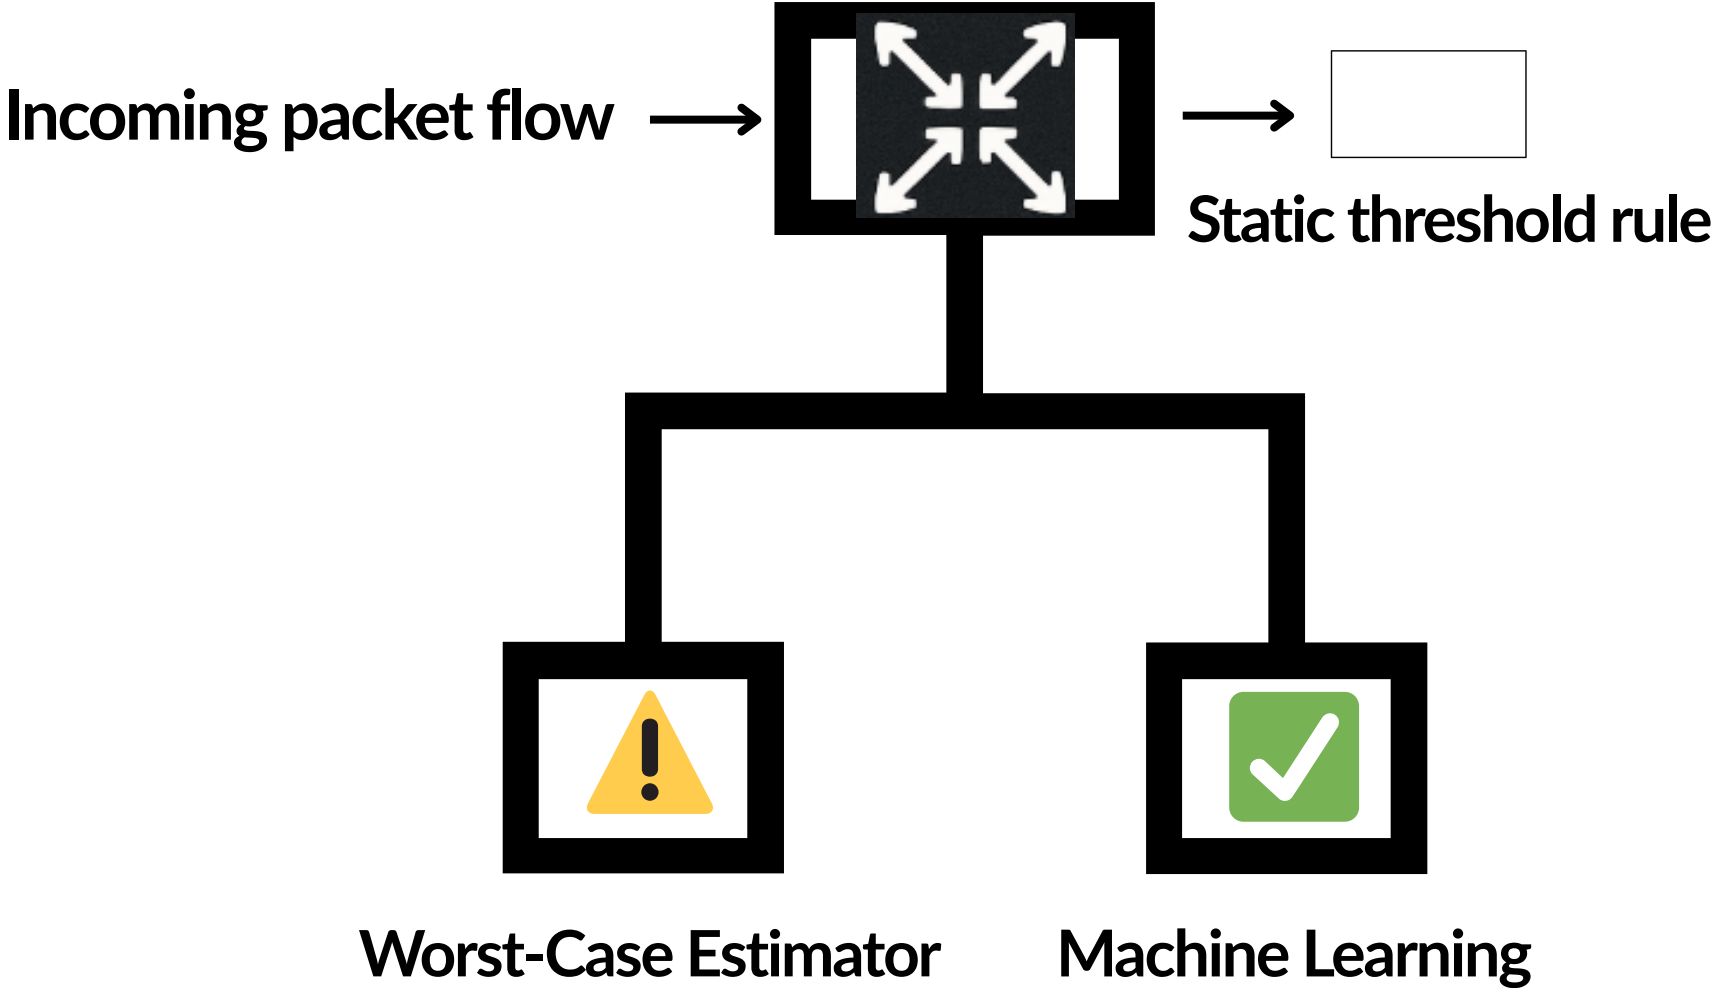 Incoming packet flow
Static threshold rule
Worst-Case Estimator
Machine Learning